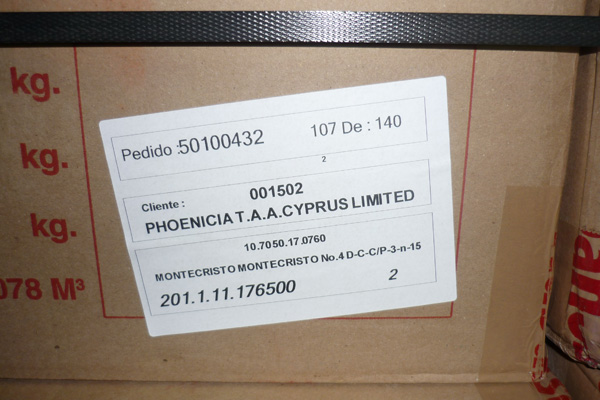 kg.
kg.
kg.
078 M³
Pedido :50100432 107 De : 140
2
Cliente : 001502
PHOENICIA T.A.A.CYPRUS LIMITED
10.7050.17.0760
MONTECRISTO MONTECRISTO No.4 D-C-C/P-3-n-15
201.1.11.176500 2